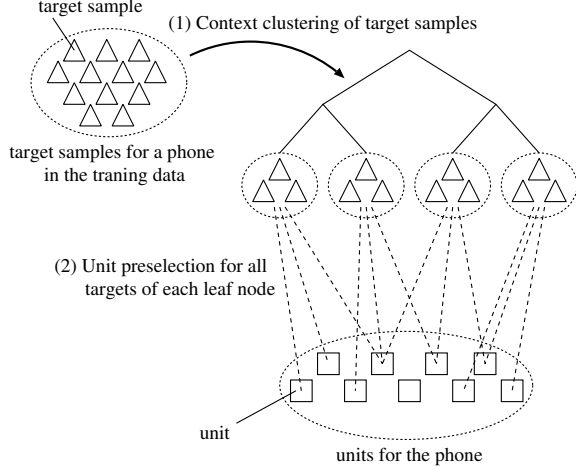 target sample
(1) Context clustering of target samples
target samples for a phone
in the traning data
(2) Unit preselection for all
targets of each leaf node
unit
units for the phone